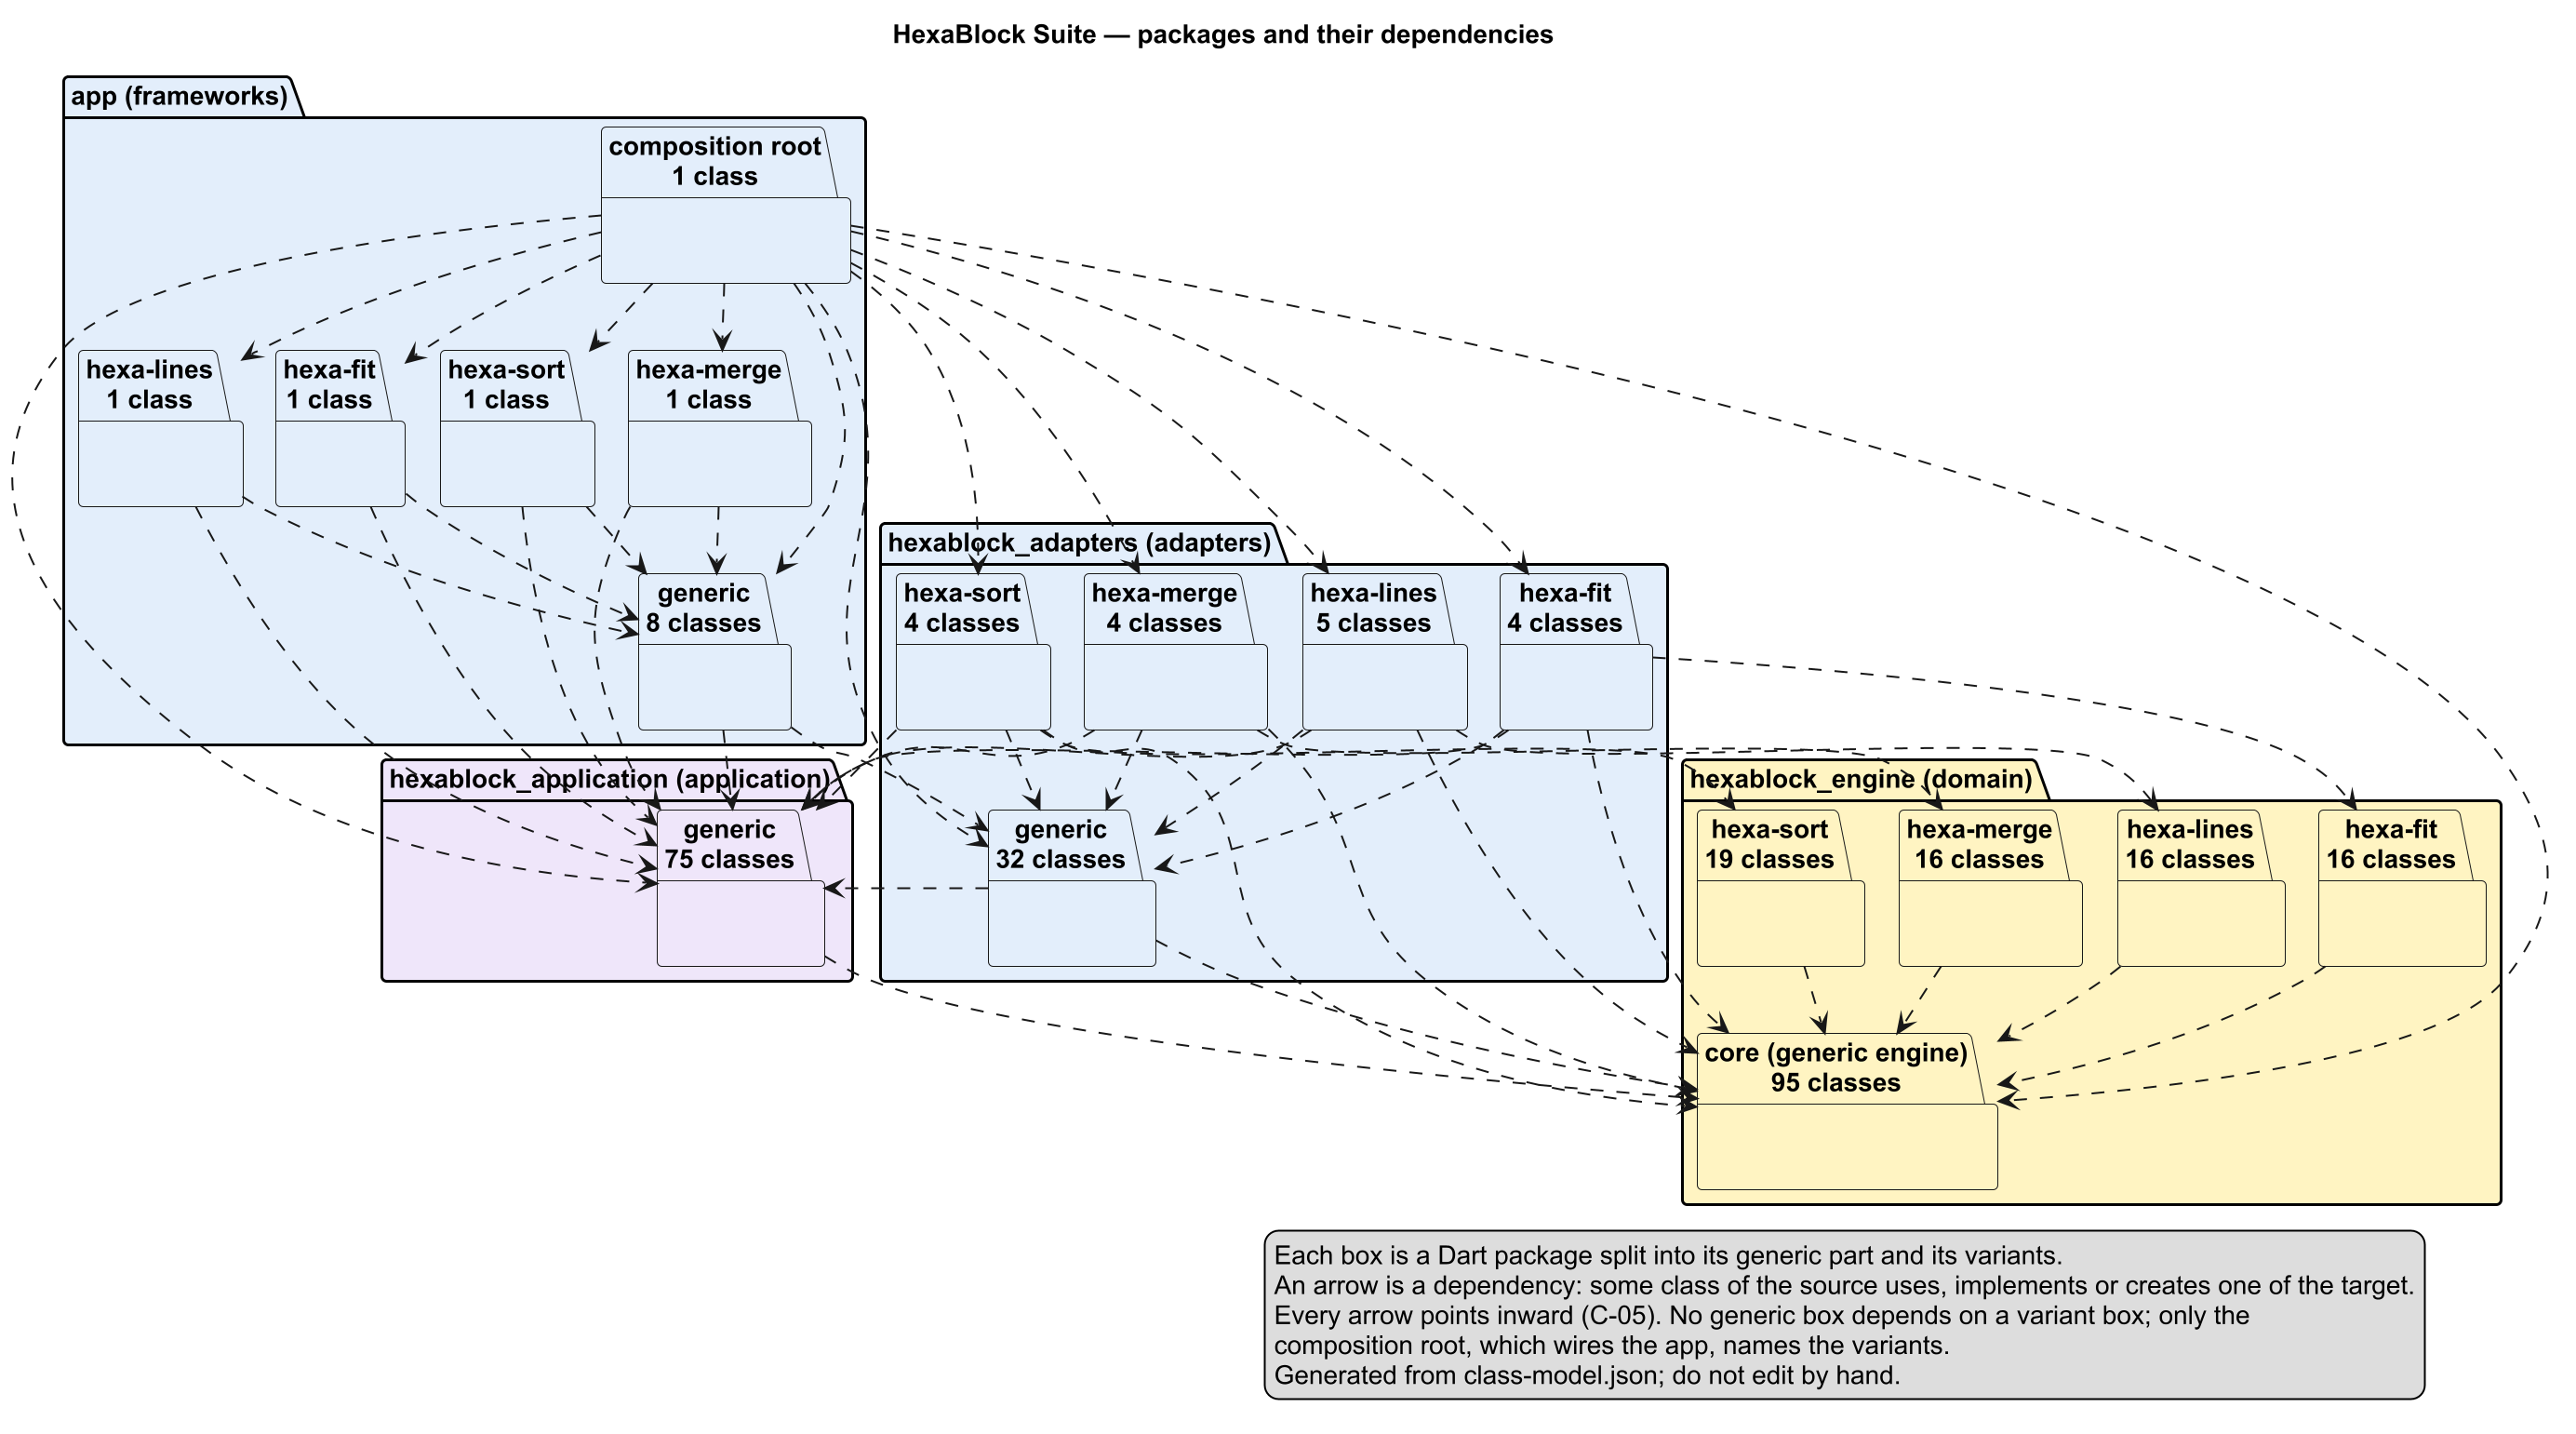 HexaBlock Suite — packages and their dependencies
app (frameworks)
composition root
1 class
hexa-lines
1 class
hexa-fit
1 class
hexa-sort
1 class
hexa-merge
1 class
generic
8 classes
hexablock_adapters (adapters)
hexa-sort
4 classes
hexa-merge
4 classes
hexa-lines
5 classes
hexa-fit
4 classes
generic
32 classes
hexablock_application (application)
generic
75 classes
hexablock_engine (domain)
hexa-sort
19 classes
hexa-merge
16 classes
hexa-lines
16 classes
hexa-fit
16 classes
core (generic engine)
95 classes
Each box is a Dart package split into its generic part and its variants.
An arrow is a dependency: some class of the source uses, implements or creates one of the target.
Every arrow points inward (C-05). No generic box depends on a variant box; only the
composition root, which wires the app, names the variants.
Generated from class-model.json; do not edit by hand.